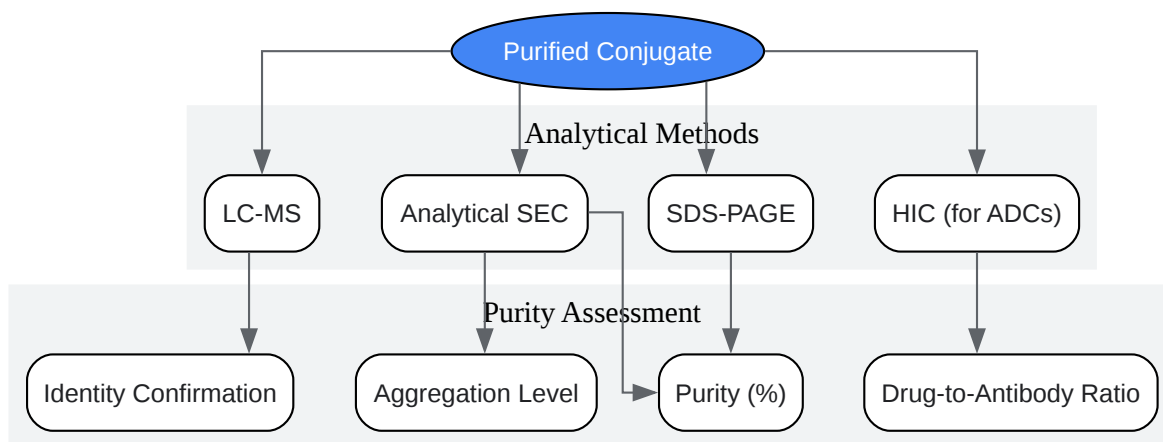 Purified Conjugate
Analytical Methods
LC-MS
Analytical SEC
SDS-PAGE
HIC (for ADCs)
Purity Assessment
Identity Confirmation
Aggregation Level
Purity (%)
Drug-to-Antibody Ratio